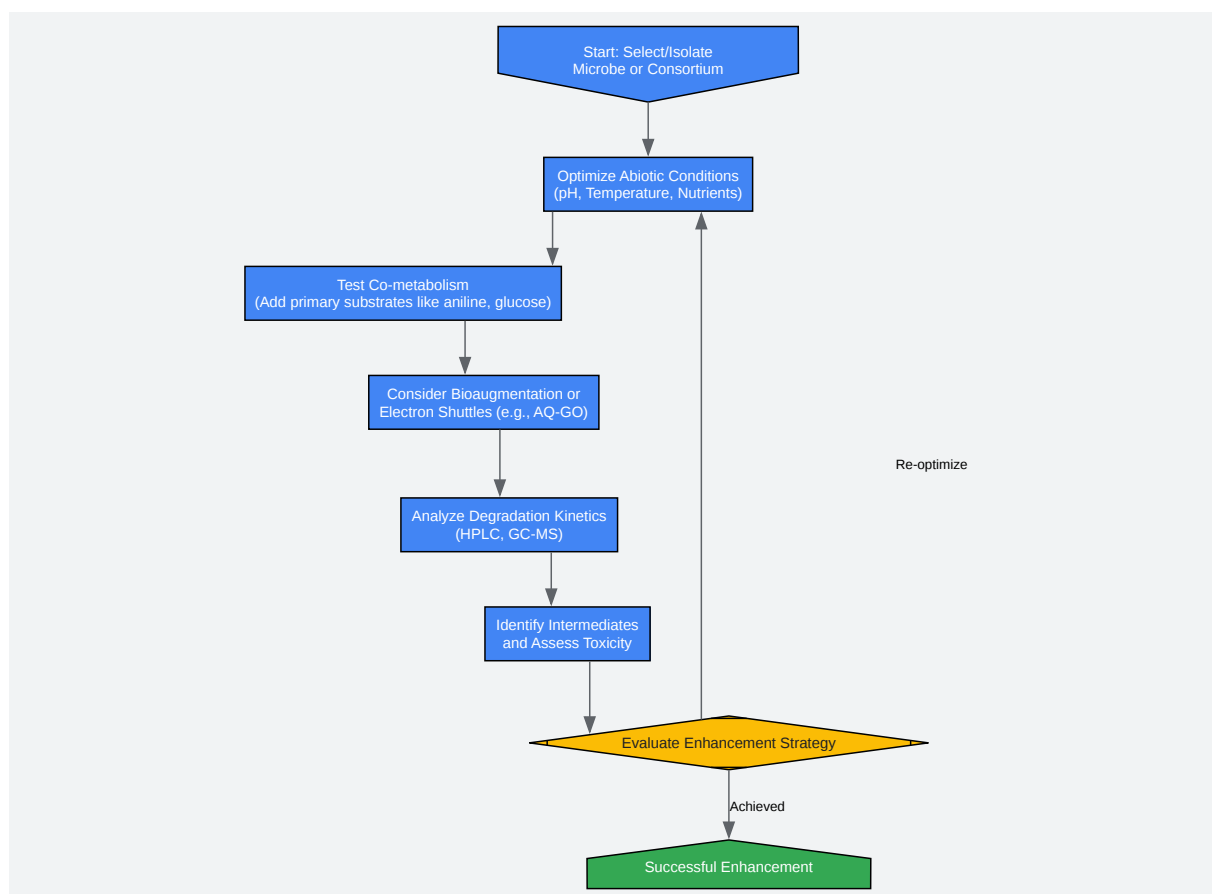 Start: Select/Isolate
Microbe or Consortium
Optimize Abiotic Conditions
(pH, Temperature, Nutrients)
Test Co-metabolism
(Add primary substrates like aniline, glucose)
Consider Bioaugmentation or
Electron Shuttles (e.g., AQ-GO)
Re-optimize
Analyze Degradation Kinetics
(HPLC, GC-MS)
Identify Intermediates
and Assess Toxicity
Evaluate Enhancement Strategy
Achieved
Successful Enhancement